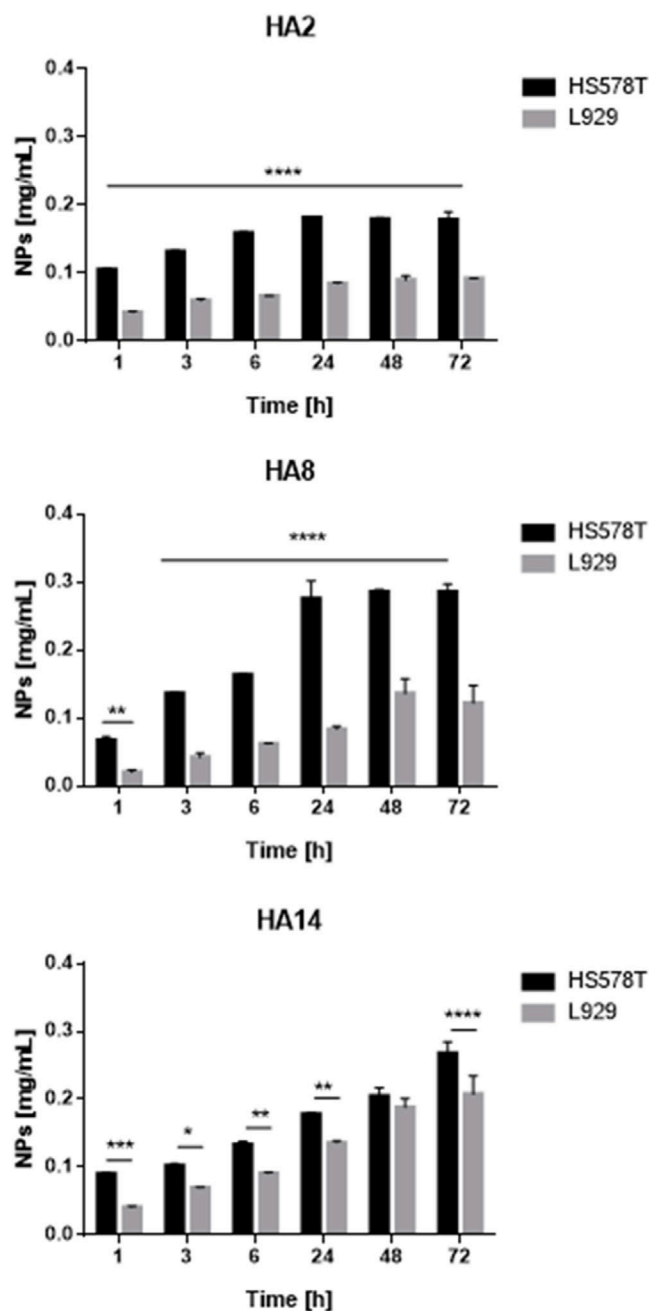 HA2
0.4
0.3
0.2
0.1
0.0
NPs [mg/mL]
****
HS578T
L929
1 3 6 24 48 72
Time [h]
HA8
0.4
0.3
0.2
0.1
0.0
NPs [mg/mL]
**
****
HS578T
L929
1 3 6 24 48 72
Time [h]
HA14
0.4
0.3
0.2
0.1
0.0
NPs [mg/mL]
***
*
**
**
****
HS578T
L929
1 3 6 24 48 72
Time [h]